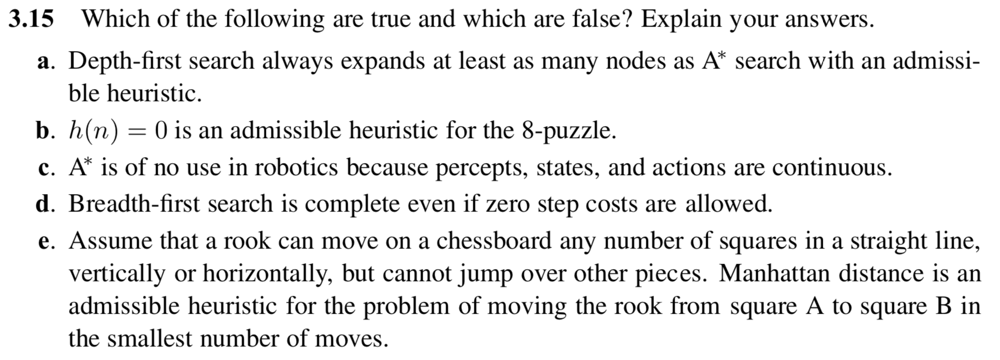 3.15 Which of the following are true and which are false? Explain your answers.
a. Depth-first search always expands at least as many nodes as A* search with an admissi-
ble heuristic.
b. h(n) = 0 is an admissible heuristic for the 8-puzzle.
c. A* is of no use in robotics because percepts, states, and actions are continuous.
d. Breadth-first search is complete even if zero step costs are allowed.
e. Assume that a rook can move on a chessboard any number of squares in a straight line,
vertically or horizontally, but cannot jump over other pieces. Manhattan distance is an
admissible heuristic for the problem of moving the rook from square A to square B in
the smallest number of moves.